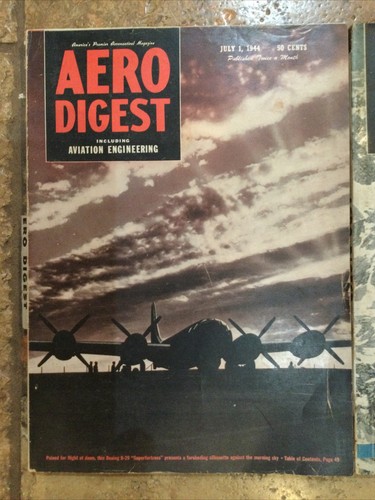 America's Premier Aeronautical Magazine
AERO
DIGEST
INCLUDING
AVIATION ENGINEERING
JULY 1, 1944 50 CENTS
Published Twice a Month
ERO DIGEST
Poised for flight at dawn, this Boeing B-29 "Superfortress" presents a foreboding silhouette against the morning sky • Table of Contents, Page 49